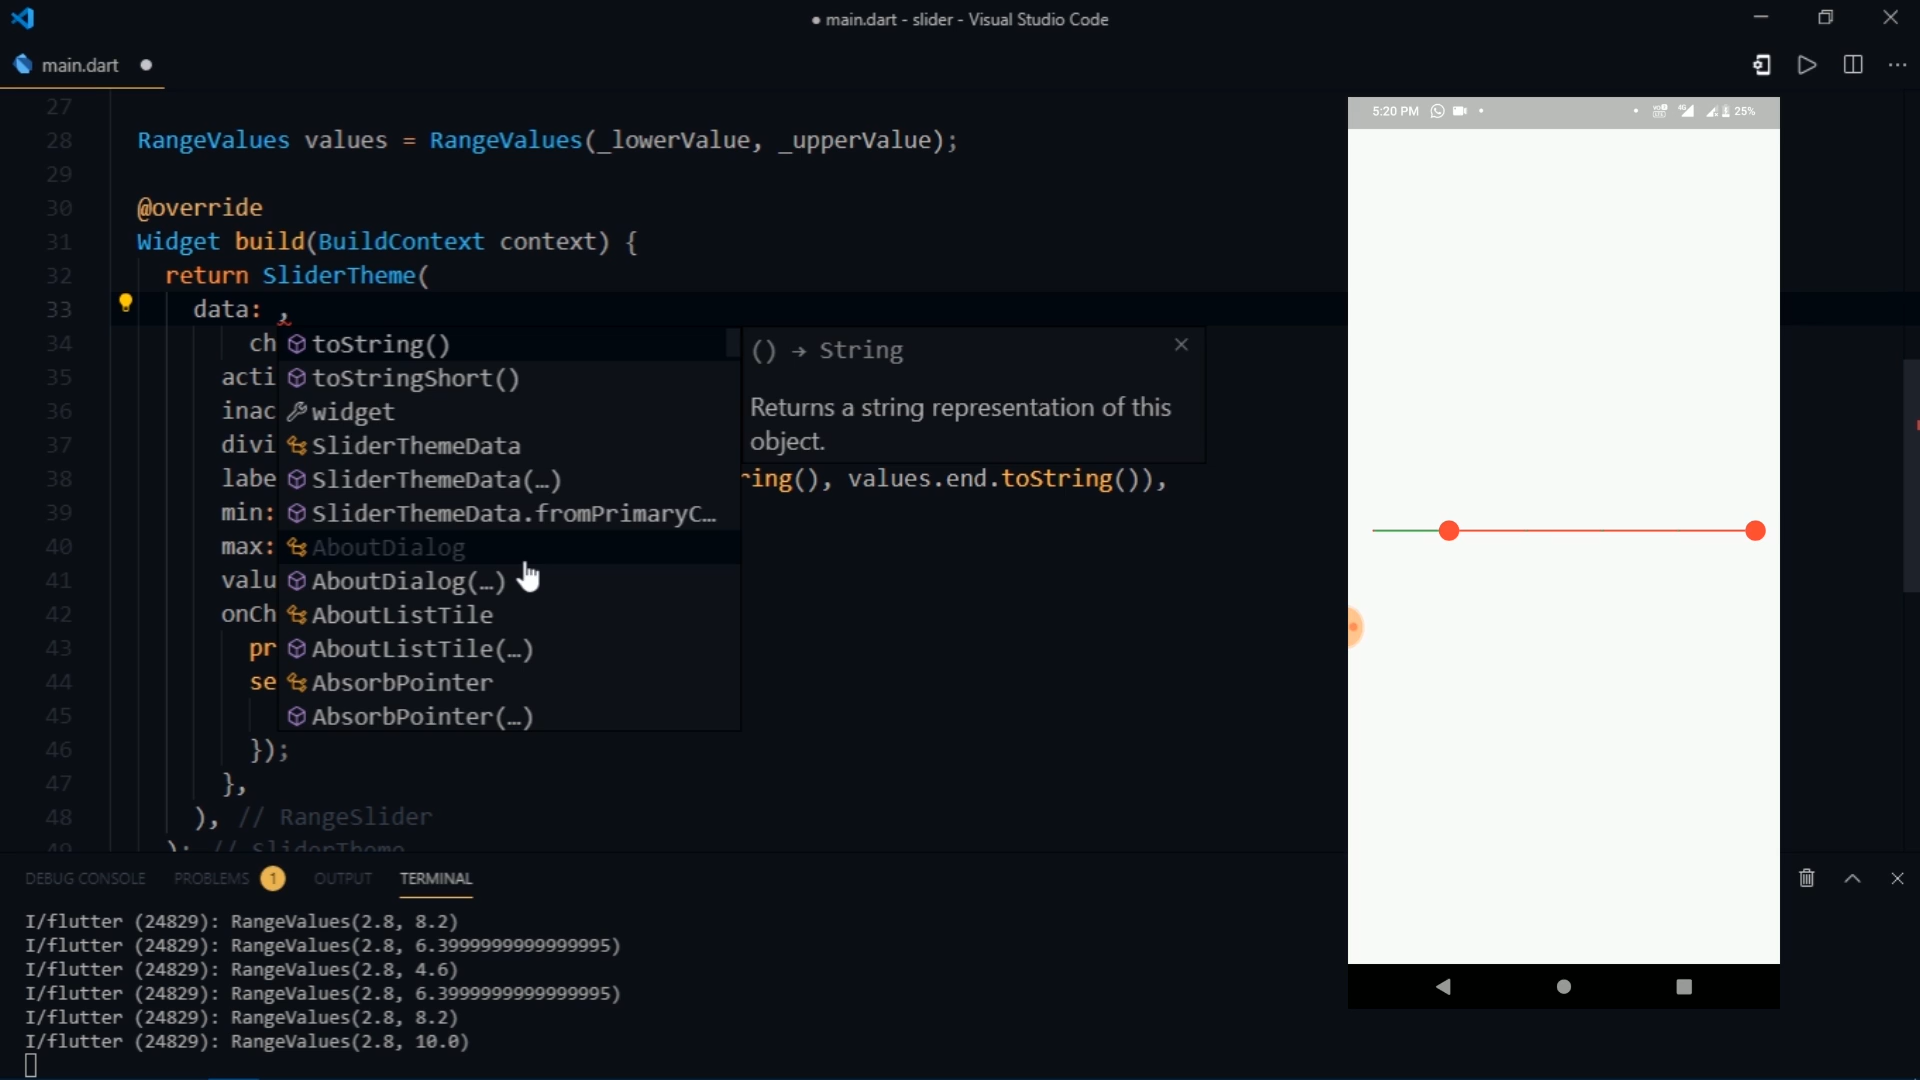 ● main.dart - slider - Visual Studio Code
main.dart
27
28 RangeValues values = RangeValues(_lowerValue, _upperValue);
29
30 @override
31 Widget build(BuildContext context) {
32 return SliderTheme(
33 data: ,
34 ch
35 acti
36 inac
37 divi
38 labe ring(), values.end.toString()),
39 min:
40 max:
41 valu
42 onCh
43 pr
44 se
45
46 });
47 },
48 ), // RangeSlider
49 ); // SliderTheme
toString()
toStringShort()
widget
SliderThemeData
SliderThemeData(…)
SliderThemeData.fromPrimaryC…
AboutDialog
AboutDialog(…)
AboutListTile
AboutListTile(…)
AbsorbPointer
AbsorbPointer(…)
() → String
Returns a string representation of this
object.
5:20 PM 4G 25%
DEBUG CONSOLE PROBLEMS 1 OUTPUT TERMINAL
I/flutter (24829): RangeValues(2.8, 8.2)
I/flutter (24829): RangeValues(2.8, 6.3999999999999995)
I/flutter (24829): RangeValues(2.8, 4.6)
I/flutter (24829): RangeValues(2.8, 6.3999999999999995)
I/flutter (24829): RangeValues(2.8, 8.2)
I/flutter (24829): RangeValues(2.8, 10.0)